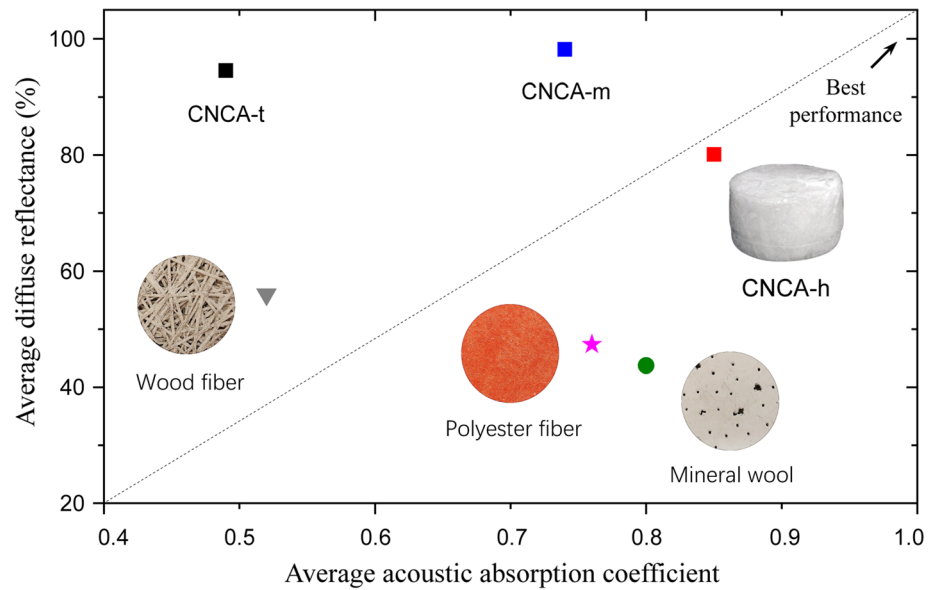 Average diffuse reflectance (%)
100
80
60
40
20
CNCA-t
CNCA-m
Best
performance
CNCA-h
Wood fiber
Polyester fiber
Mineral wool
0.4
0.5
0.6
0.7
0.8
0.9
1.0
Average acoustic absorption coefficient